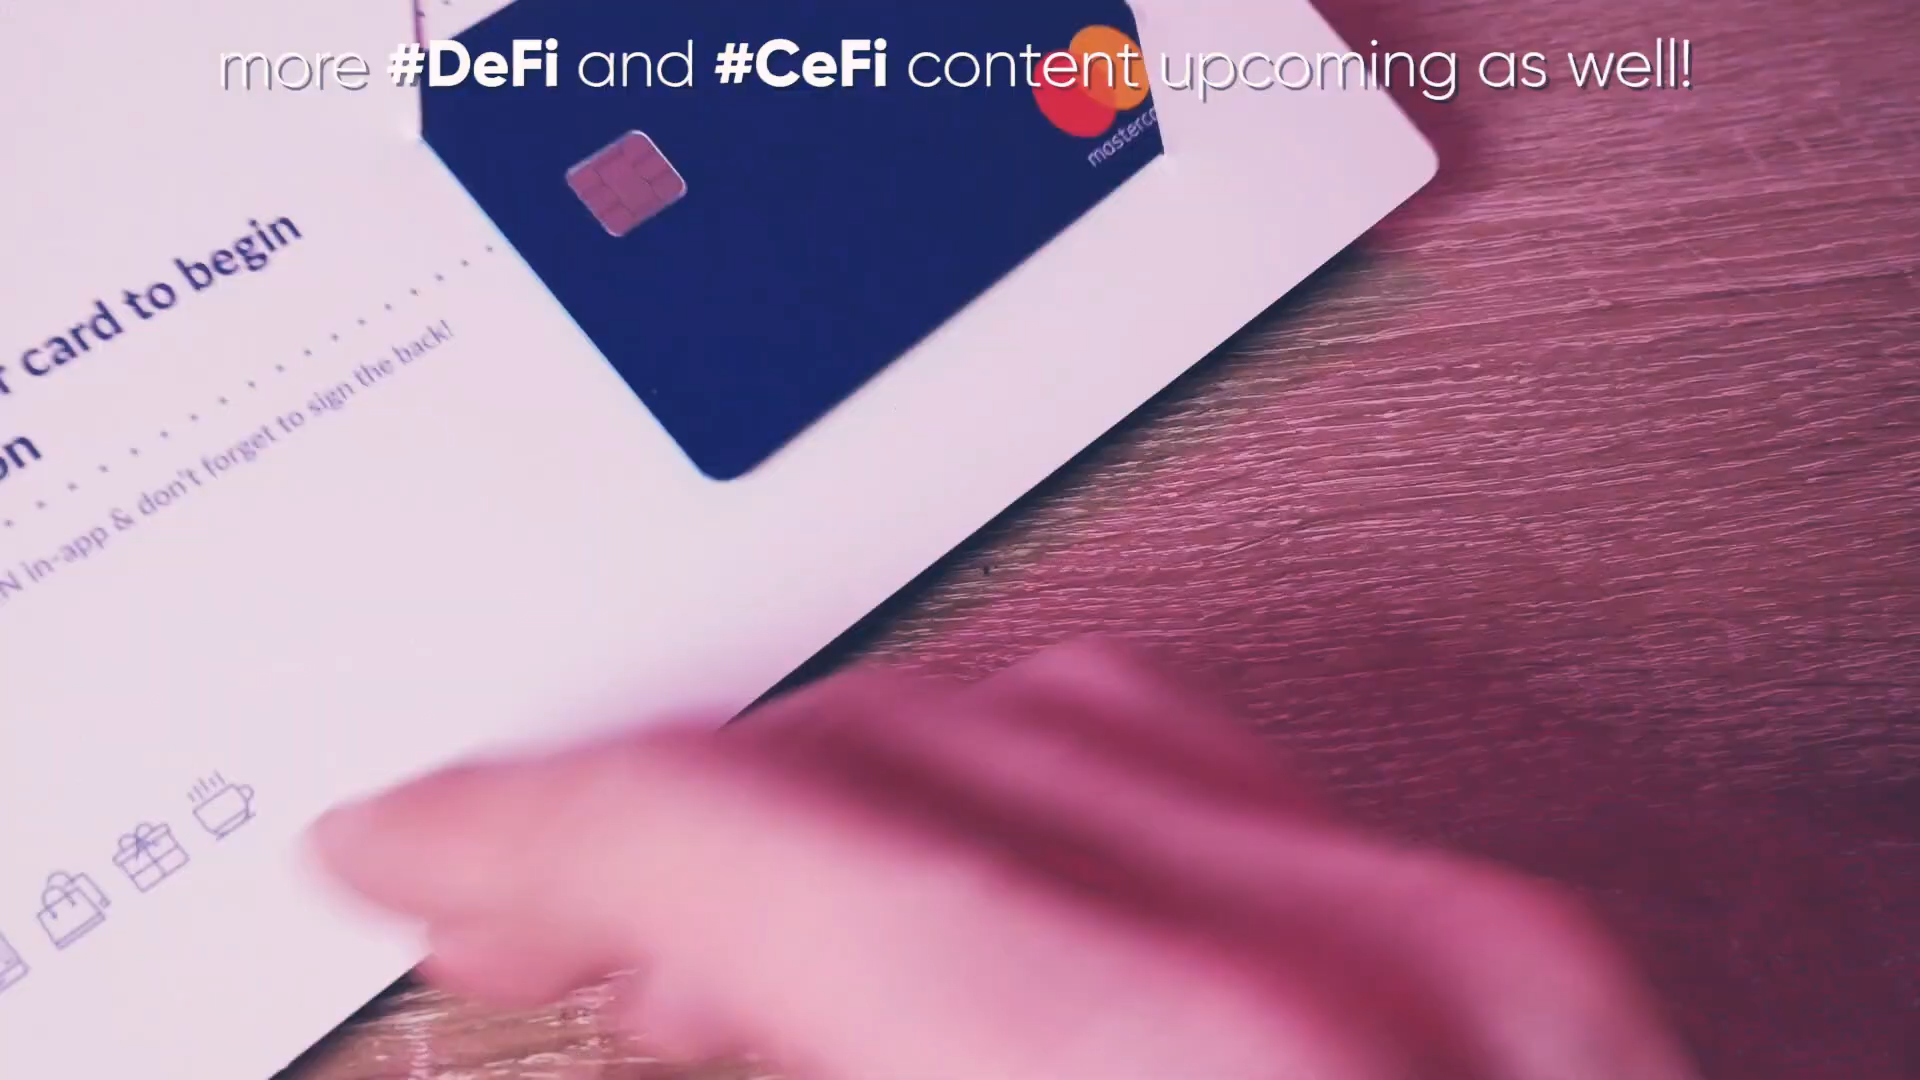 more #DeFi and #CeFi content upcoming as well!
card to begin
on
in-app & don't forget to sign the back!